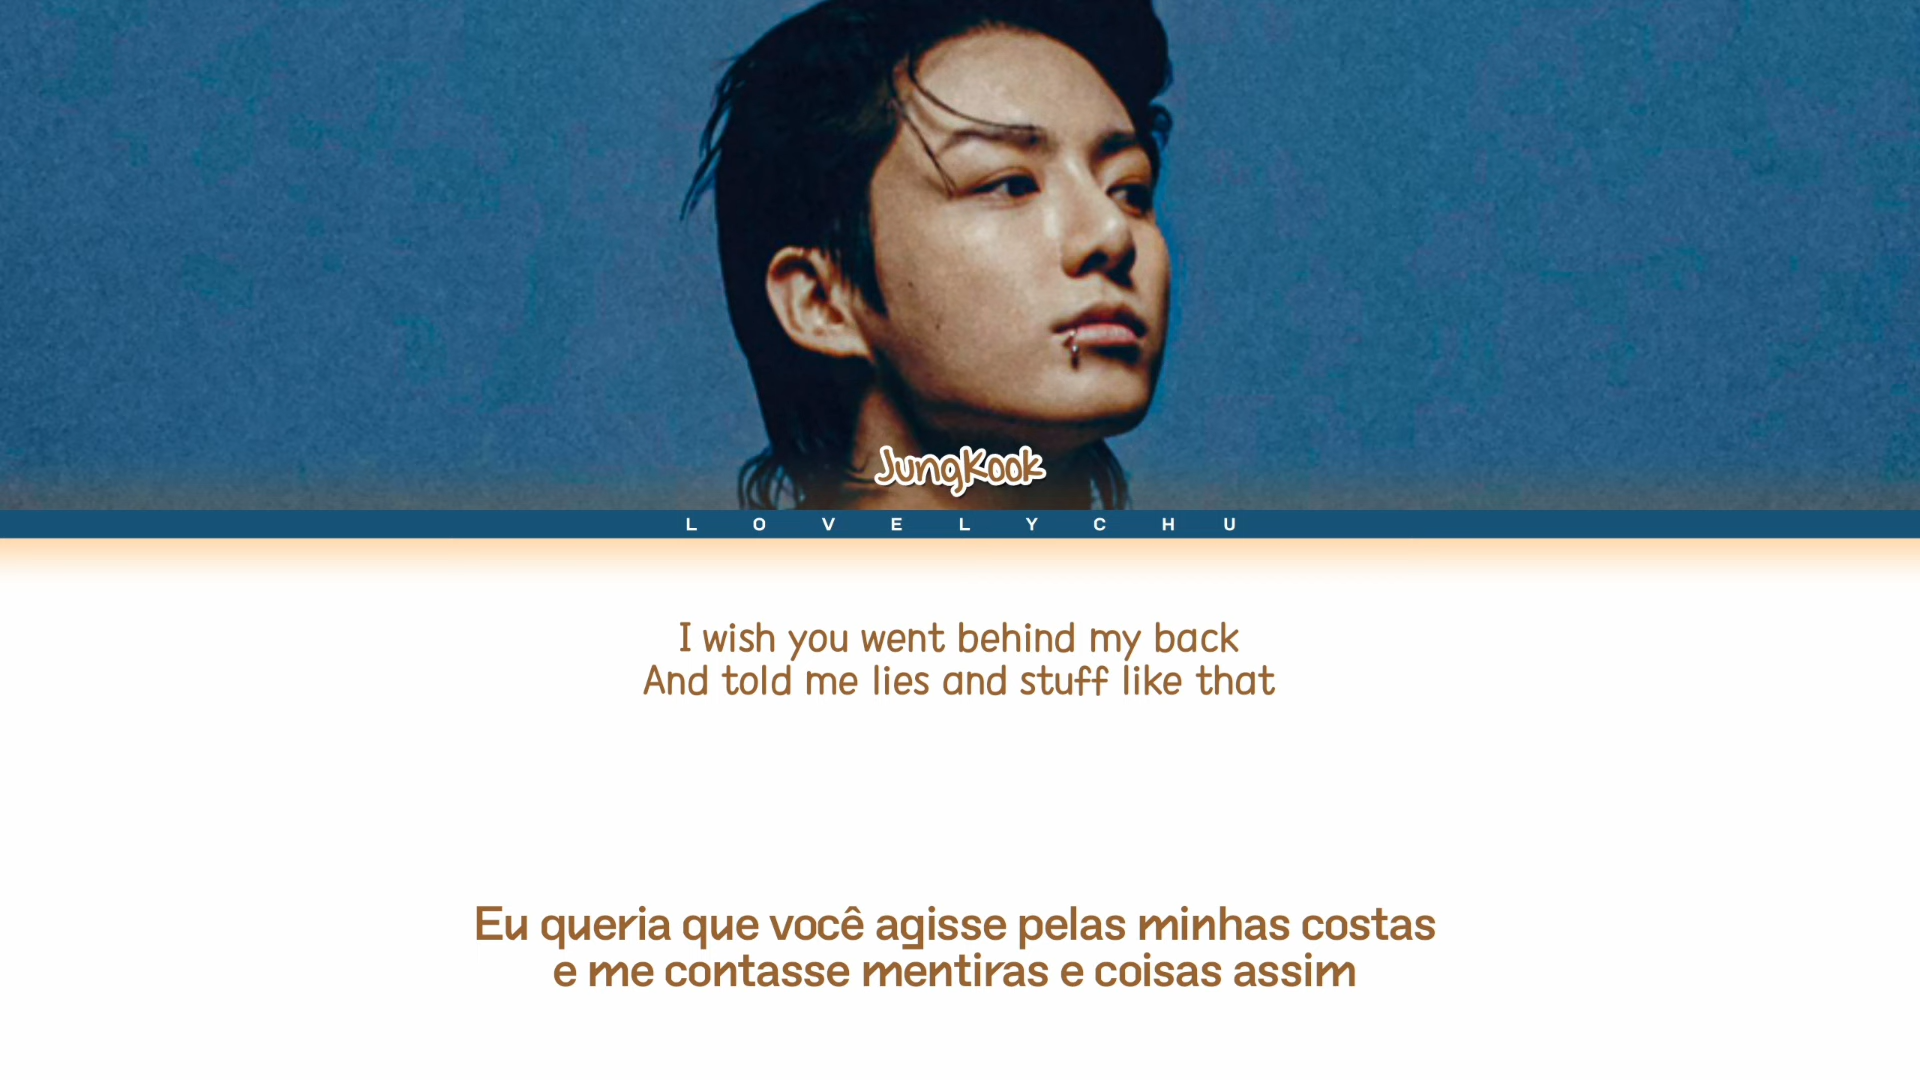 JungKook
LOVELYCHU
I wish you went behind my back
And told me lies and stuff like that
Eu queria que você agisse pelas minhas costas
e me contasse mentiras e coisas assim